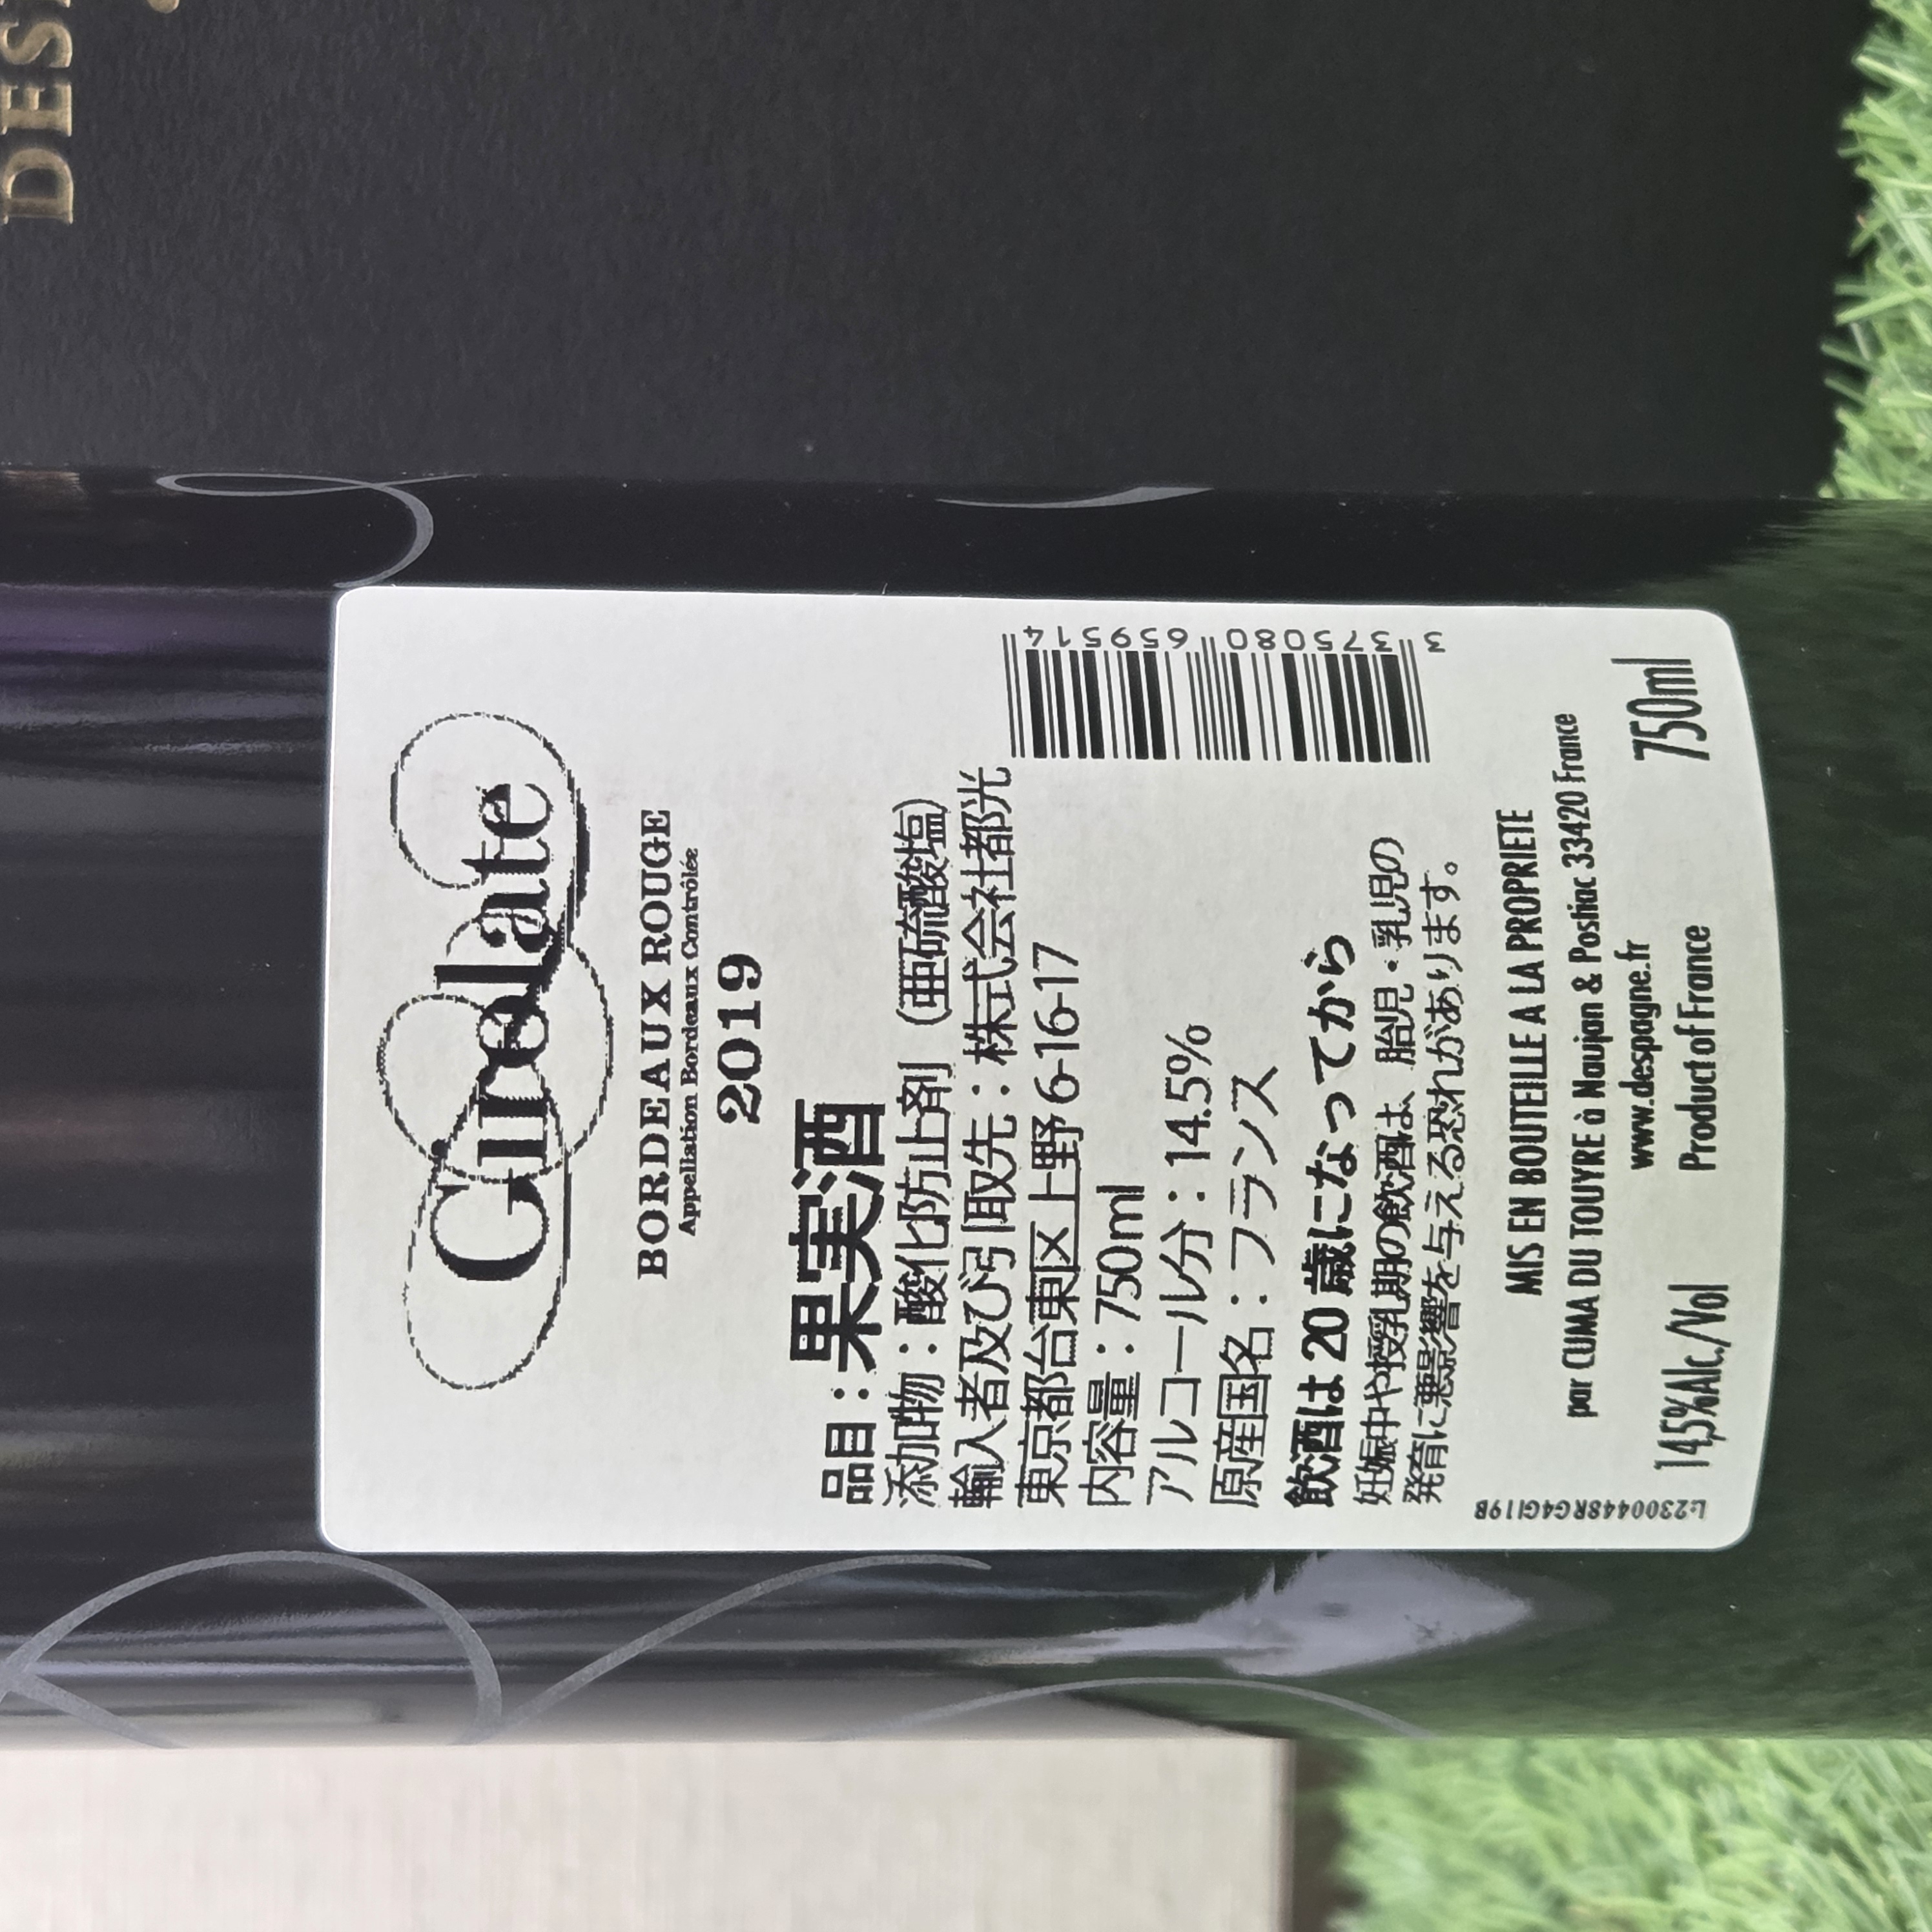 DES
Girolate
BORDEAUX ROUGE
Appellation Bordeaux Contrôlée
2019
品目：果実酒
添加物：酸化防止剤（亜硫酸塩）
輸入者及び引取先：株式会社都光
東京都台東区上野 6-16-17
内容量：750ml
アルコール分：14.5%
原産国名：フランス
飲酒は 20 歳になってから
妊娠中や授乳期の飲酒は、胎児・乳児の
発育に悪影響を与える恐れがあります。
3 375080 659514
MIS EN BOUTEILLE A LA PROPRIETE
par CUMA DU TOUYRE à Naujan & Postiac 33420 France
www.despagne.fr
14,5%Alc./Vol Product of France 750ml
L:2300448RG4GI19B